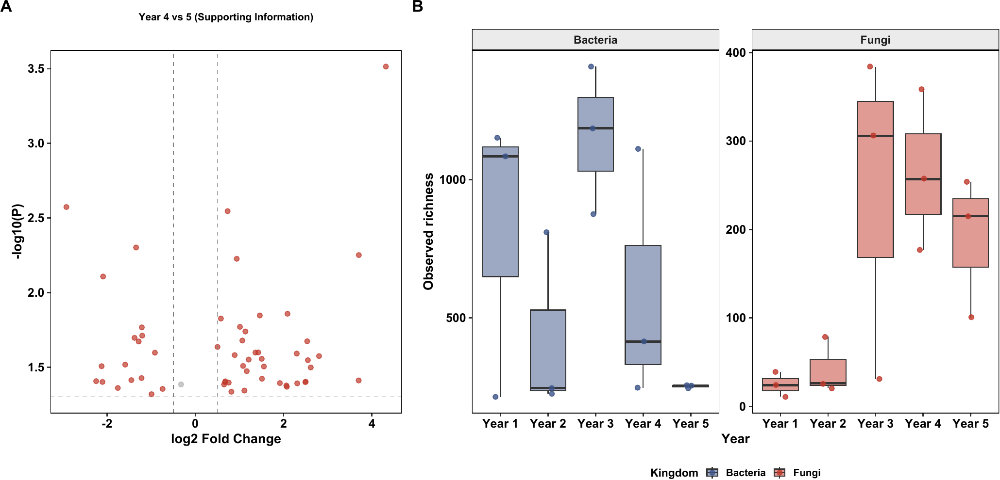 A
Year 4 vs 5 (Supporting Information)
3.5
3.0
2.5
2.0
1.5
-log10(P)
-2 0 2 4
log2 Fold Change
B
Bacteria Fungi
1000
500
Observed richness
400
300
200
100
0
Year 1 Year 2 Year 3 Year 4 Year 5 Year 1 Year 2 Year 3 Year 4 Year 5
Year
Kingdom Bacteria Fungi